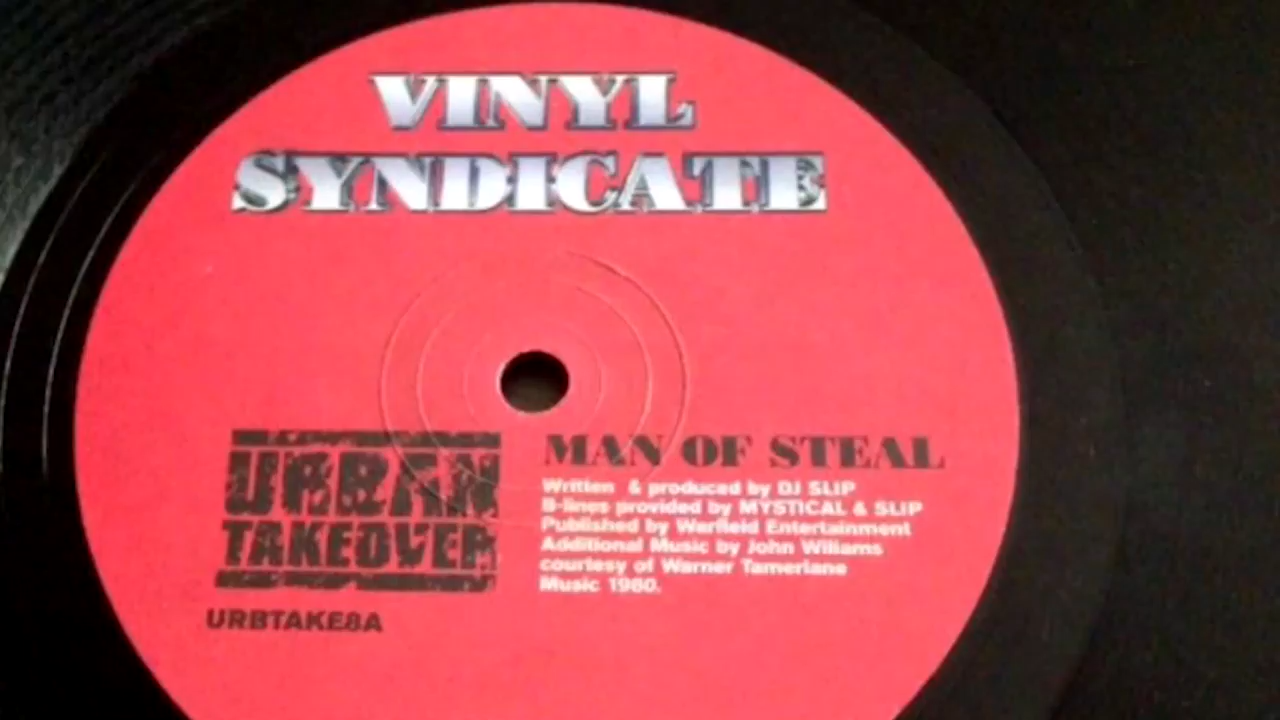 VINYL
SYNDICATE
URBAN
TAKEOVER
URBTAKE8A
MAN OF STEAL
Written & produced by DJ SLIP
B-lines provided by MYSTICAL & SLIP
Published by Warfield Entertainment
Additional Music by John Williams
courtesy of Warner Tamerlane
Music 1980.